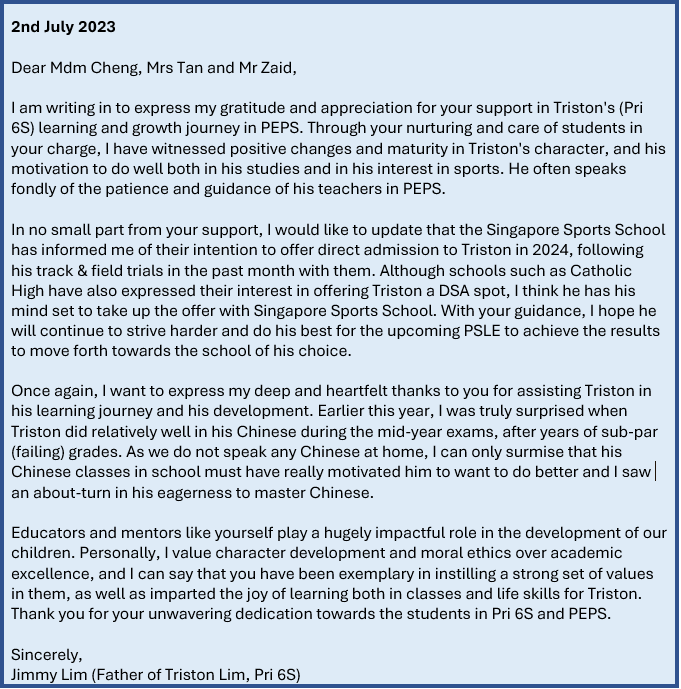 2nd July 2023
Dear Mdm Cheng, Mrs Tan and Mr Zaid,
I am writing in to express my gratitude and appreciation for your support in Triston's (Pri
6S) learning and growth journey in PEPS. Through your nurturing and care of students in
your charge, I have witnessed positive changes and maturity in Triston's character, and his
motivation to do well both in his studies and in his interest in sports. He often speaks
fondly of the patience and guidance of his teachers in PEPS.
In no small part from your support, I would like to update that the Singapore Sports School
has informed me of their intention to offer direct admission to Triston in 2024, following
his track & field trials in the past month with them. Although schools such as Catholic
High have also expressed their interest in offering Triston a DSA spot, I think he has his
mind set to take up the offer with Singapore Sports School. With your guidance, I hope he
will continue to strive harder and do his best for the upcoming PSLE to achieve the results
to move forth towards the school of his choice.
Once again, I want to express my deep and heartfelt thanks to you for assisting Triston in
his learning journey and his development. Earlier this year, I was truly surprised when
Triston did relatively well in his Chinese during the mid-year exams, after years of sub-par
(failing) grades. As we do not speak any Chinese at home, I can only surmise that his
Chinese classes in school must have really motivated him to want to do better and I saw
an about-turn in his eagerness to master Chinese.
Educators and mentors like yourself play a hugely impactful role in the development of our
children. Personally, I value character development and moral ethics over academic
excellence, and I can say that you have been exemplary in instilling a strong set of values
in them, as well as imparted the joy of learning both in classes and life skills for Triston.
Thank you for your unwavering dedication towards the students in Pri 6S and PEPS.
Sincerely,
Jimmy Lim (Father of Triston Lim, Pri 6S)